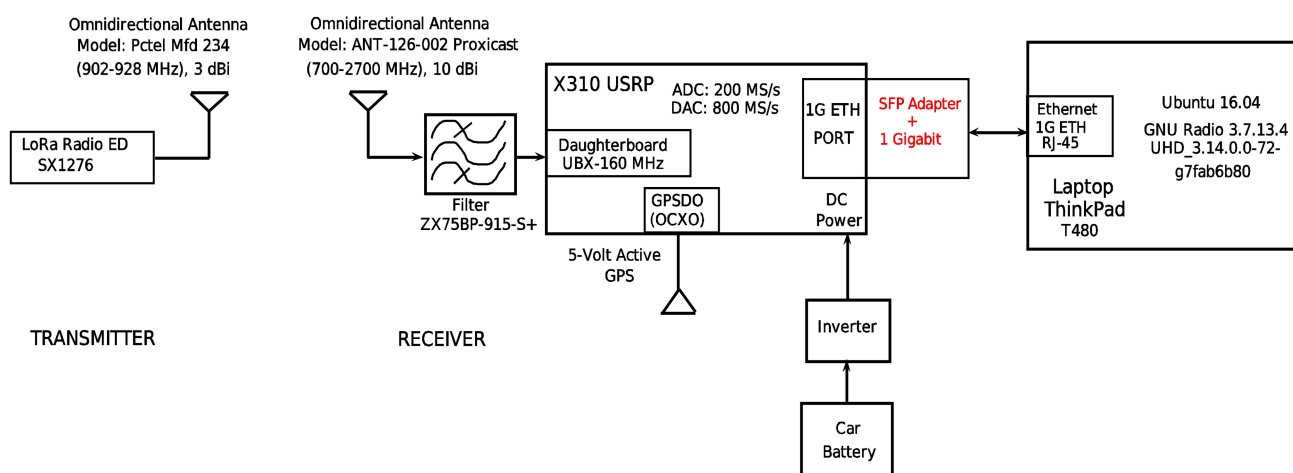 Omnidirectional Antenna
Model: Pctel Mfd 234
(902-928 MHz), 3 dBi
LoRa Radio ED
SX1276
TRANSMITTER
Omnidirectional Antenna
Model: ANT-126-002 Proxicast
(700-2700 MHz), 10 dBi
Filter
ZX75BP-915-S+
RECEIVER
X310 USRP
ADC: 200 MS/s
DAC: 800 MS/s
Daughterboard
UBX-160 MHz
GPSDO
(OCXO)
5-Volt Active
GPS
1G ETH
PORT
DC
Power
SFP Adapter
+
1 Gigabit
Inverter
Car
Battery
Ethernet
1G ETH
RJ-45
Ubuntu 16.04
GNU Radio 3.7.13.4
UHD_3.14.0.0-72-
g7fab6b80
Laptop
ThinkPad
T480